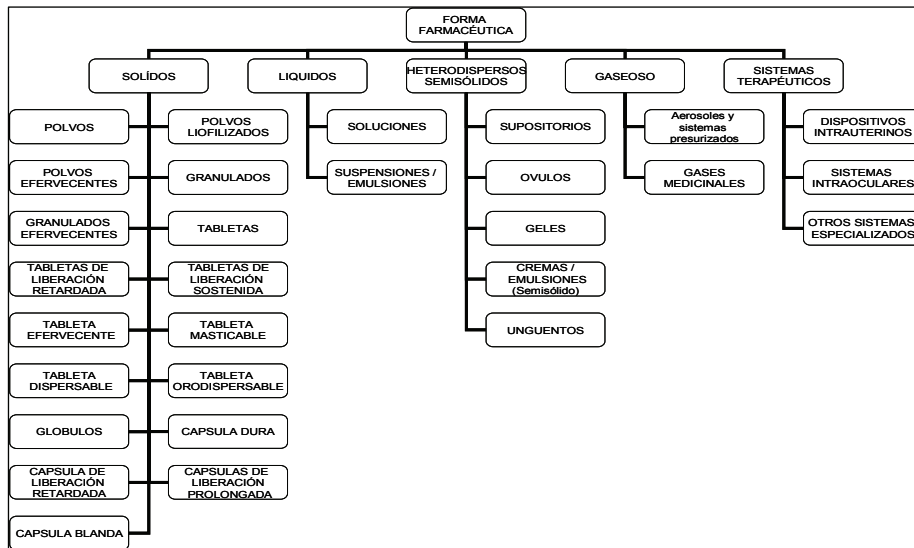 FORMA
FARMACÉUTICA
SOLÍDOS
LIQUIDOS
HETERODISPERSOS
SEMISÓLIDOS
GASEOSO
SISTEMAS
TERAPÉUTICOS
POLVOS
POLVOS
LIOFILIZADOS
POLVOS
EFERVECENTES
GRANULADOS
GRANULADOS
EFERVECENTES
TABLETAS
TABLETAS DE
LIBERACIÓN
RETARDADA
TABLETAS DE
LIBERACIÓN
SOSTENIDA
TABLETA
EFERVECENTE
TABLETA
MASTICABLE
TABLETA
DISPERSABLE
TABLETA
ORODISPERSABLE
GLOBULOS
CAPSULA DURA
CAPSULA DE
LIBERACIÓN
RETARDADA
CAPSULAS DE
LIBERACIÓN
PROLONGADA
CAPSULA BLANDA
SOLUCIONES
SUSPENSIONES /
EMULSIONES
SUPOSITORIOS
OVULOS
GELES
CREMAS /
EMULSIONES
(Semisólido)
UNGUENTOS
Aerosoles y
sistemas
presurizados
GASES
MEDICINALES
DISPOSITIVOS
INTRAUTERINOS
SISTEMAS
INTRAOCULARES
OTROS SISTEMAS
ESPECIALIZADOS